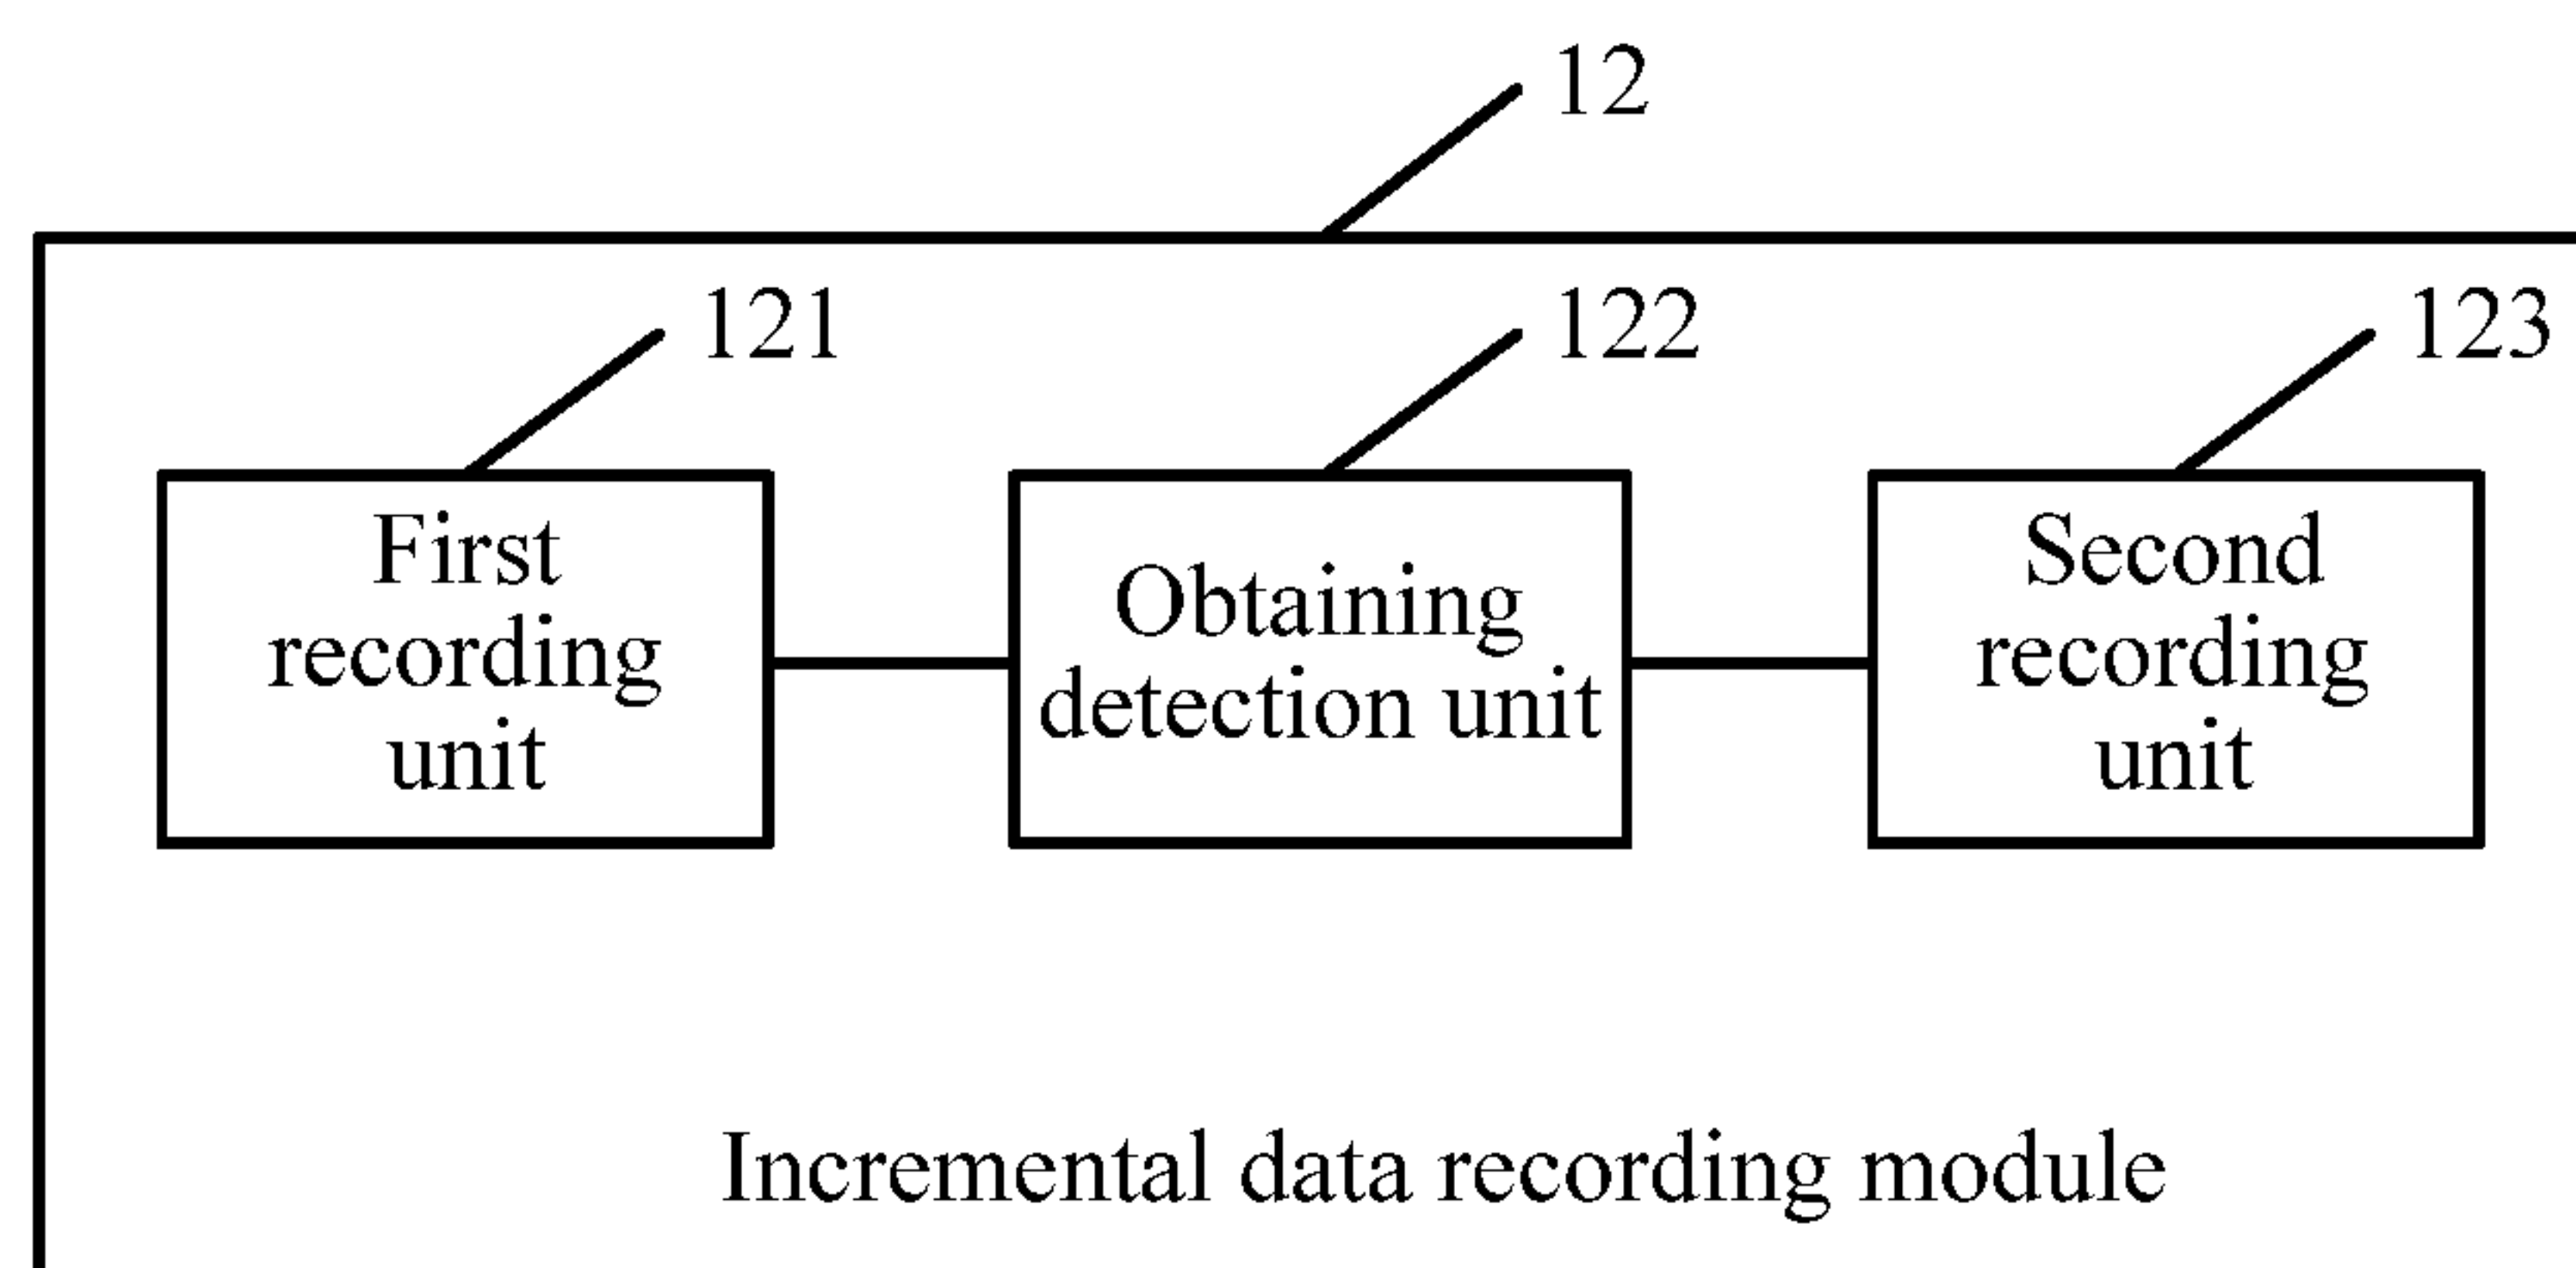 12
121
122
123
First
recording
unit
Obtaining
detection unit
Second
recording
unit
Incremental data recording module